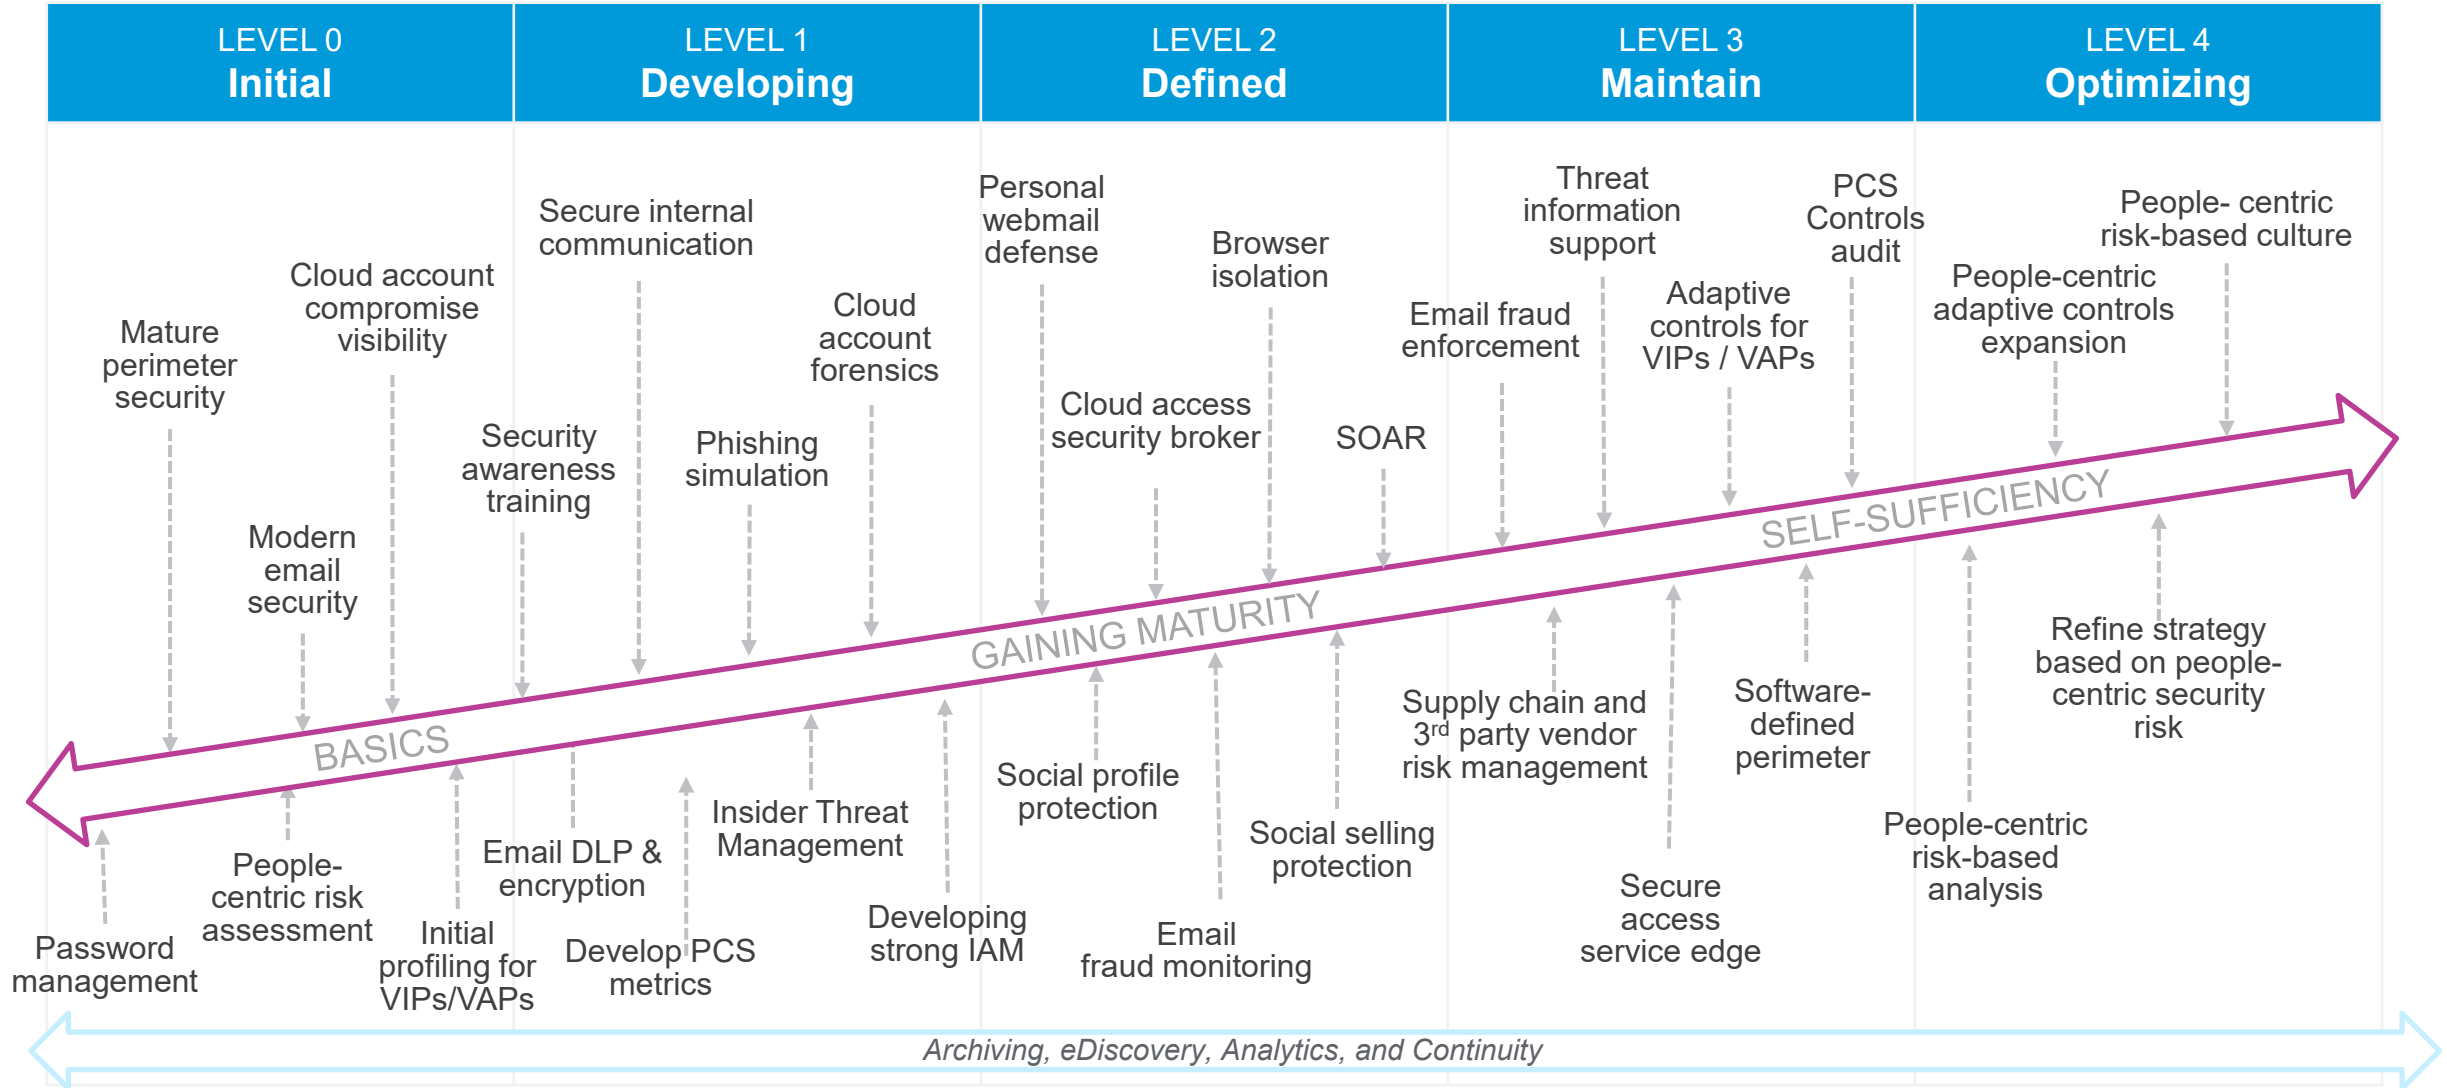 LEVEL 0
Initial
LEVEL 1
Developing
LEVEL 2
Defined
LEVEL 3
Maintain
LEVEL 4
Optimizing
Mature
perimeter
security
Modern
email
security
Cloud account
compromise
visibility
Security
awareness
training
Secure internal
communication
Phishing
simulation
Cloud
account
forensics
Personal
webmail
defense
Cloud access
security broker
Browser
isolation
SOAR
Email fraud
enforcement
Threat
information
support
Adaptive
controls for
VIPs / VAPs
PCS
Controls
audit
People-centric
adaptive controls
expansion
People- centric
risk-based culture
BASICS
GAINING MATURITY
SELF-SUFFICIENCY
Password
management
People-
centric risk
assessment
Initial
profiling for
VIPs/VAPs
Email DLP &
encryption
Develop PCS
metrics
Insider Threat
Management
Developing
strong IAM
Social profile
protection
Email
fraud monitoring
Social selling
protection
Supply chain and
3rd party vendor
risk management
Secure
access
service edge
Software-
defined
perimeter
People-centric
risk-based
analysis
Refine strategy
based on people-
centric security
risk
Archiving, eDiscovery, Analytics, and Continuity